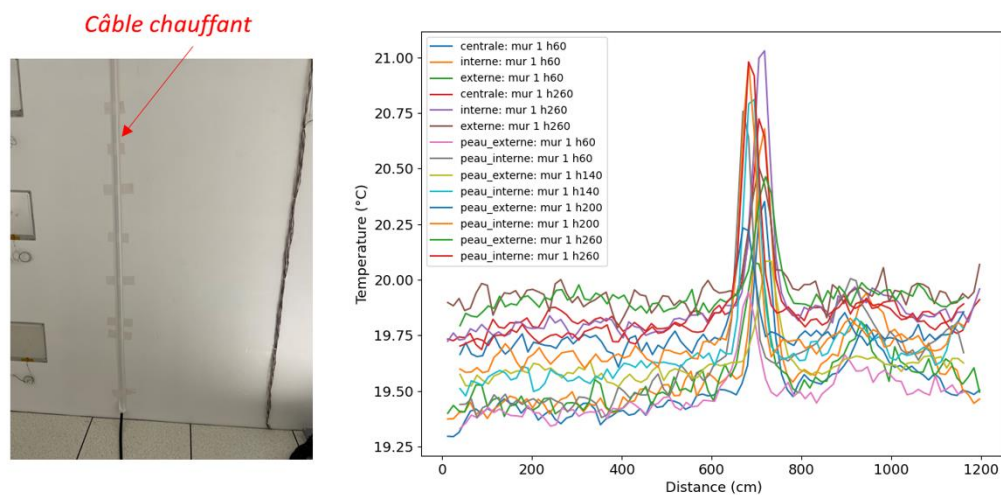 Câble chauffant
centrale: mur 1 h60
interne: mur 1 h60
externe: mur 1 h60
centrale: mur 1 h260
interne: mur 1 h260
externe: mur 1 h260
peau_externe: mur 1 h60
peau_interne: mur 1 h60
peau_externe: mur 1 h140
peau_interne: mur 1 h140
peau_externe: mur 1 h200
peau_interne: mur 1 h200
peau_externe: mur 1 h260
peau_interne: mur 1 h260
Temperature (°C)
21.00
20.75
20.50
20.25
20.00
19.75
19.50
19.25
0 200 400 600 800 1000 1200
Distance (cm)